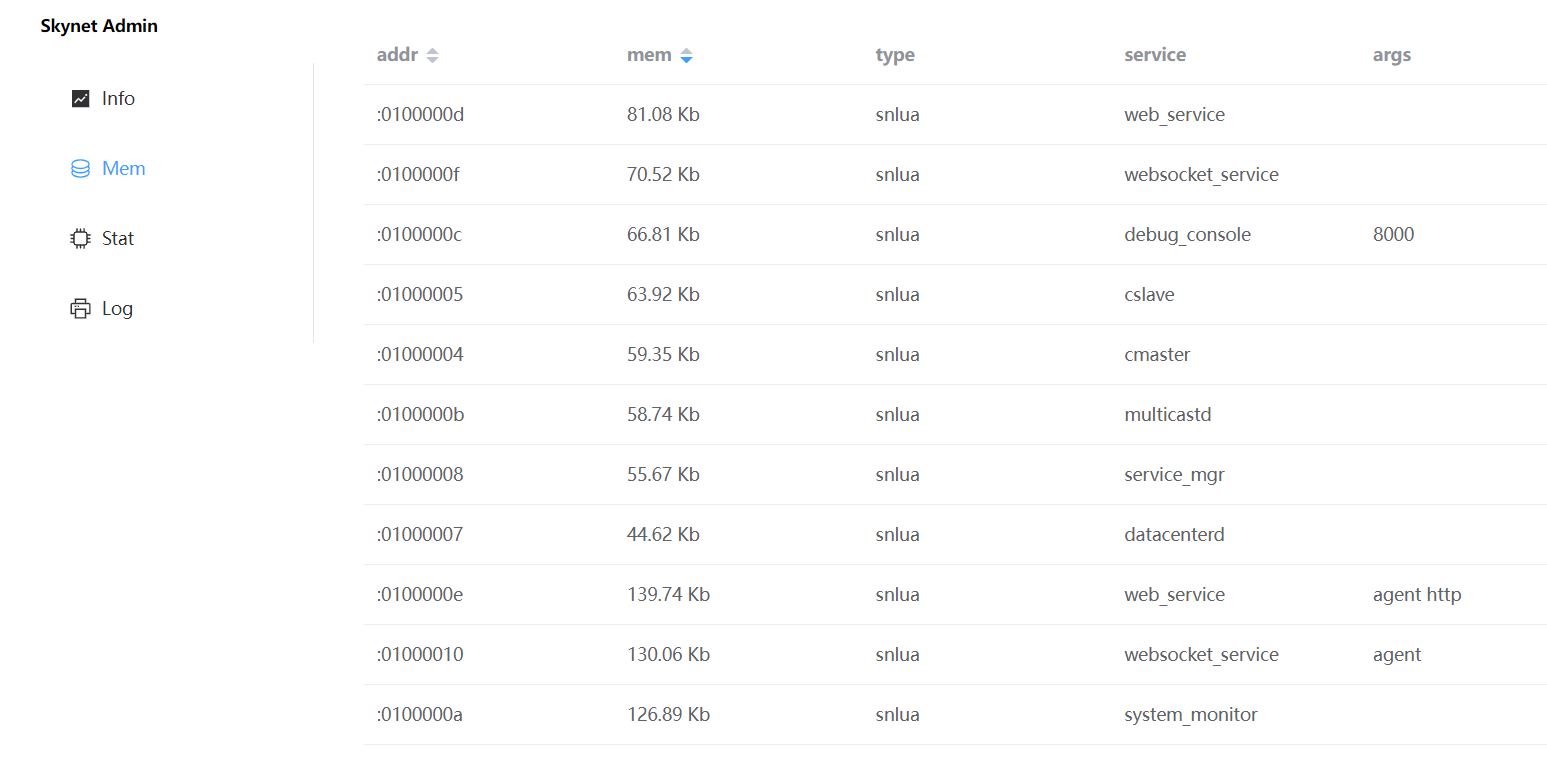 Skynet Admin
Info
Mem
Stat
Log
addr mem type service args
:0100000d 81.08 Kb snlua web_service
:0100000f 70.52 Kb snlua websocket_service
:0100000c 66.81 Kb snlua debug_console 8000
:01000005 63.92 Kb snlua cslave
:01000004 59.35 Kb snlua cmaster
:0100000b 58.74 Kb snlua multicastd
:01000008 55.67 Kb snlua service_mgr
:01000007 44.62 Kb snlua datacenterd
:0100000e 139.74 Kb snlua web_service agent http
:01000010 130.06 Kb snlua websocket_service agent
:0100000a 126.89 Kb snlua system_monitor